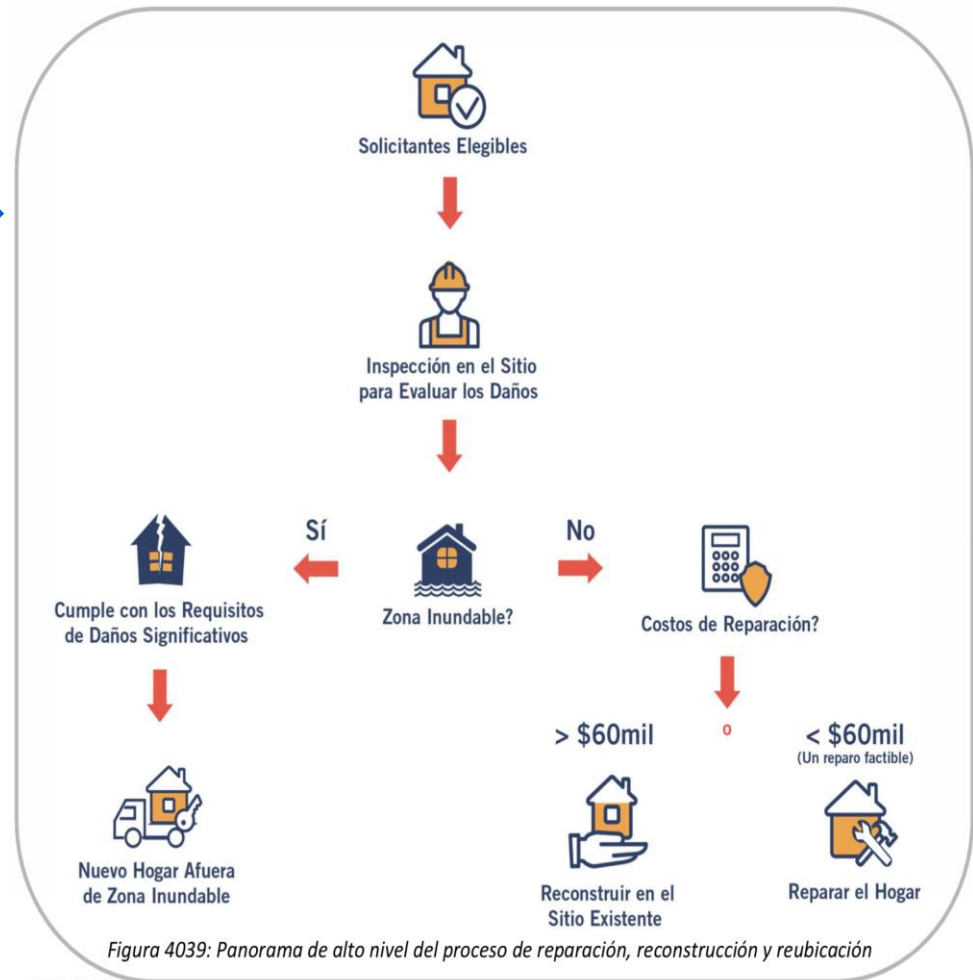 Solicitantes Elegibles
Inspección en el Sitio
para Evaluar los Daños
Sí
No
Cumple con los Requisitos
de Daños Significativos
Zona Inundable?
Costos de Reparación?
> $60mil
o
< $60mil
(Un reparo factible)
Nuevo Hogar Afuera
de Zona Inundable
Reconstruir en el
Sitio Existente
Reparar el Hogar
Figura 4039: Panorama de alto nivel del proceso de reparación, reconstrucción y reubicación